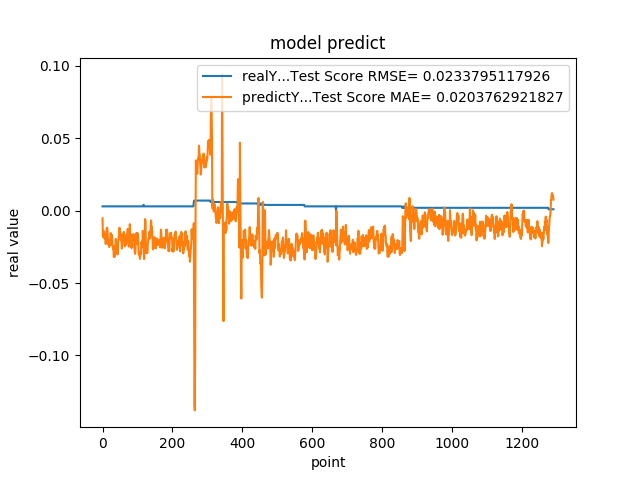 model predict
realY...Test Score RMSE= 0.0233795117926
predictY...Test Score MAE= 0.0203762921827
0.10
0.05
0.00
−0.05
−0.10
real value
0 200 400 600 800 1000 1200
point